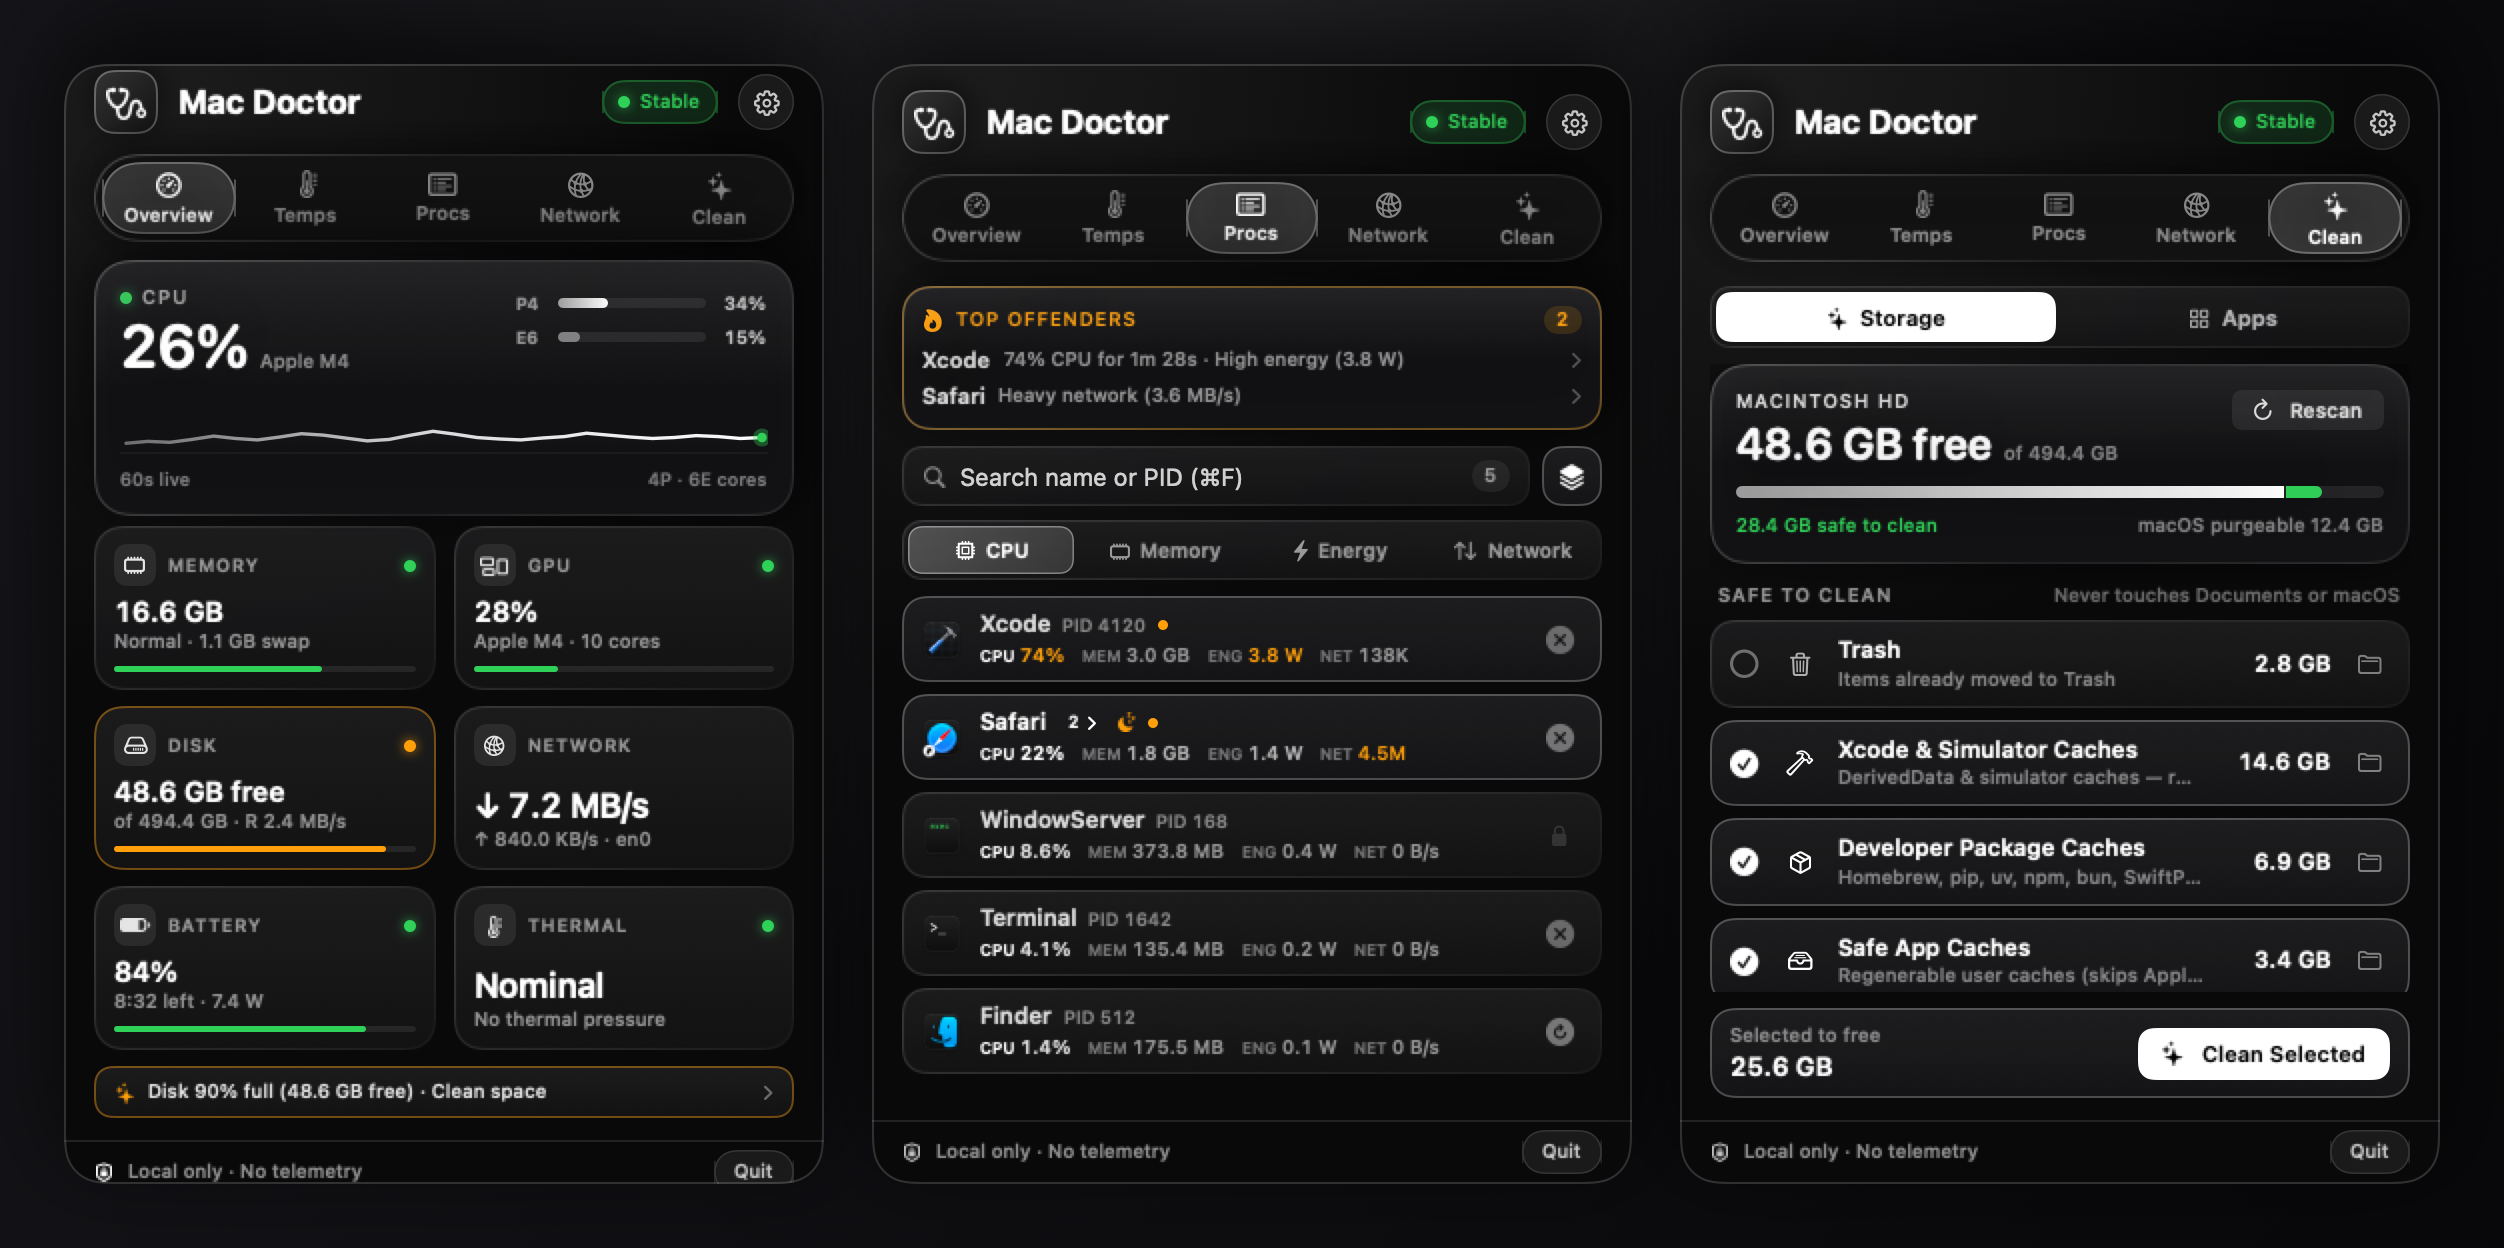 Mac Doctor
Stable
Overview
Temps
Procs
Network
Clean
CPU
26% Apple M4
P4 34%
E6 15%
60s live
4P · 6E cores
MEMORY
16.6 GB
Normal · 1.1 GB swap
GPU
28%
Apple M4 · 10 cores
DISK
48.6 GB free
of 494.4 GB · R 2.4 MB/s
NETWORK
↓ 7.2 MB/s
↑ 840.0 KB/s · en0
BATTERY
84%
8:32 left · 7.4 W
THERMAL
Nominal
No thermal pressure
Disk 90% full (48.6 GB free) · Clean space
Local only · No telemetry
Quit
Mac Doctor
Stable
Overview
Temps
Procs
Network
Clean
TOP OFFENDERS
2
Xcode 74% CPU for 1m 28s · High energy (3.8 W)
Safari Heavy network (3.6 MB/s)
Search name or PID (⌘F)
5
CPU
Memory
Energy
Network
Xcode PID 4120
CPU 74% MEM 3.0 GB ENG 3.8 W NET 138K
Safari 2
CPU 22% MEM 1.8 GB ENG 1.4 W NET 4.5M
WindowServer PID 168
CPU 8.6% MEM 373.8 MB ENG 0.4 W NET 0 B/s
Terminal PID 1642
CPU 4.1% MEM 135.4 MB ENG 0.2 W NET 0 B/s
Finder PID 512
CPU 1.4% MEM 175.5 MB ENG 0.1 W NET 0 B/s
Local only · No telemetry
Quit
Mac Doctor
Stable
Overview
Temps
Procs
Network
Clean
Storage
Apps
MACINTOSH HD
Rescan
48.6 GB free of 494.4 GB
28.4 GB safe to clean
macOS purgeable 12.4 GB
SAFE TO CLEAN
Never touches Documents or macOS
Trash
Items already moved to Trash
2.8 GB
Xcode & Simulator Caches
DerivedData & simulator caches — r...
14.6 GB
Developer Package Caches
Homebrew, pip, uv, npm, bun, SwiftP...
6.9 GB
Safe App Caches
Regenerable user caches (skips Appl...
3.4 GB
Selected to free
25.6 GB
Clean Selected
Local only · No telemetry
Quit